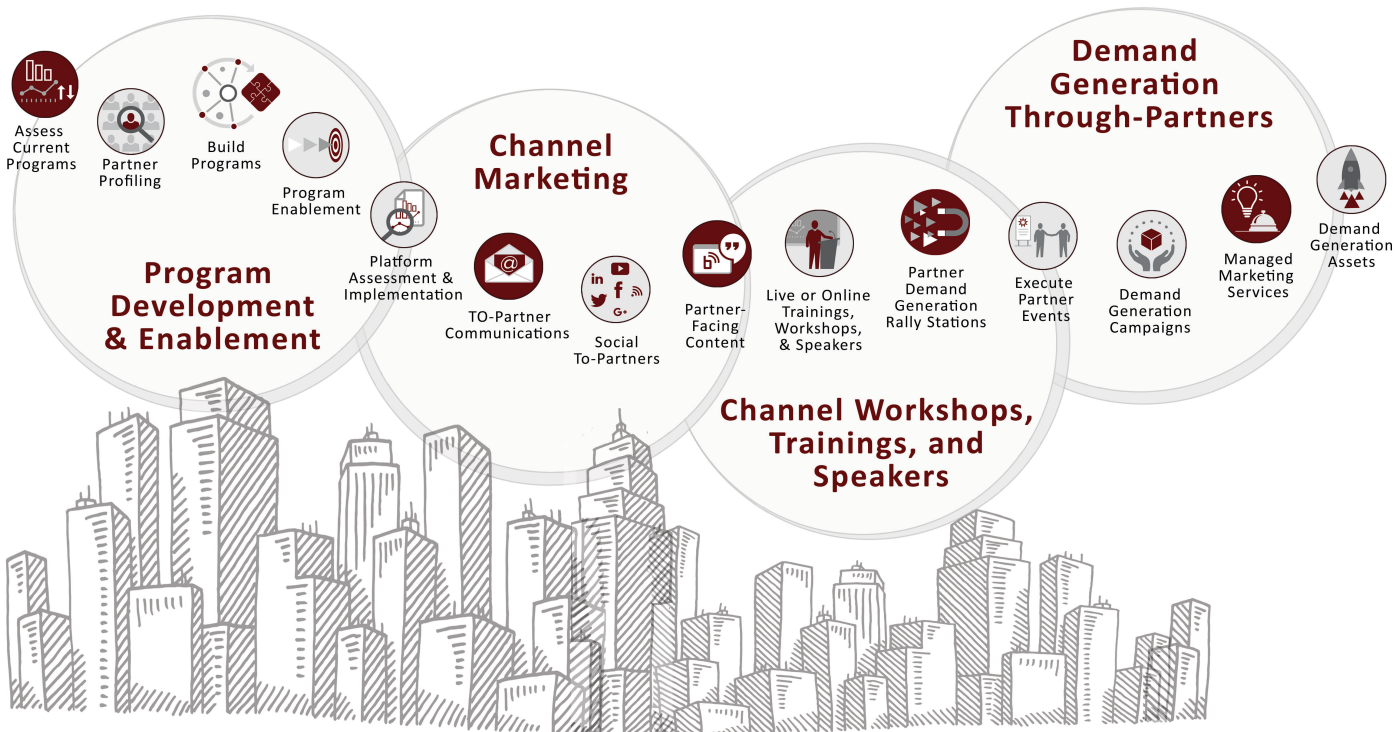 Assess
Current
Programs
Partner
Profiling
Build
Programs
Program
Enablement
Platform
Assessment &
Implementation
Program
Development
& Enablement
Channel
Marketing
@
TO-Partner
Communications
in
f
G+
Social
To-Partners
b
Partner-
Facing
Content
Live or Online
Trainings,
Workshops,
& Speakers
Partner
Demand
Generation
Rally Stations
Channel Workshops,
Trainings, and
Speakers
Demand
Generation
Through-Partners
Execute
Partner
Events
Demand
Generation
Campaigns
Managed
Marketing
Services
Demand
Generation
Assets